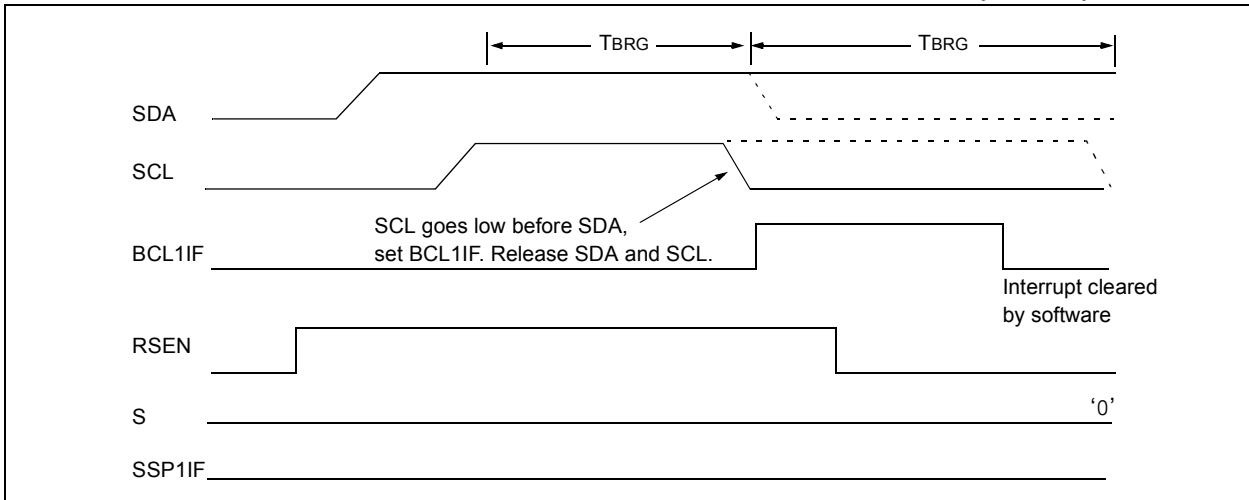 TBRG TBRG
SDA
SCL
SCL goes low before SDA,
set BCL1IF. Release SDA and SCL.
BCL1IF
Interrupt cleared
by software
RSEN
S
‘0’
SSP1IF